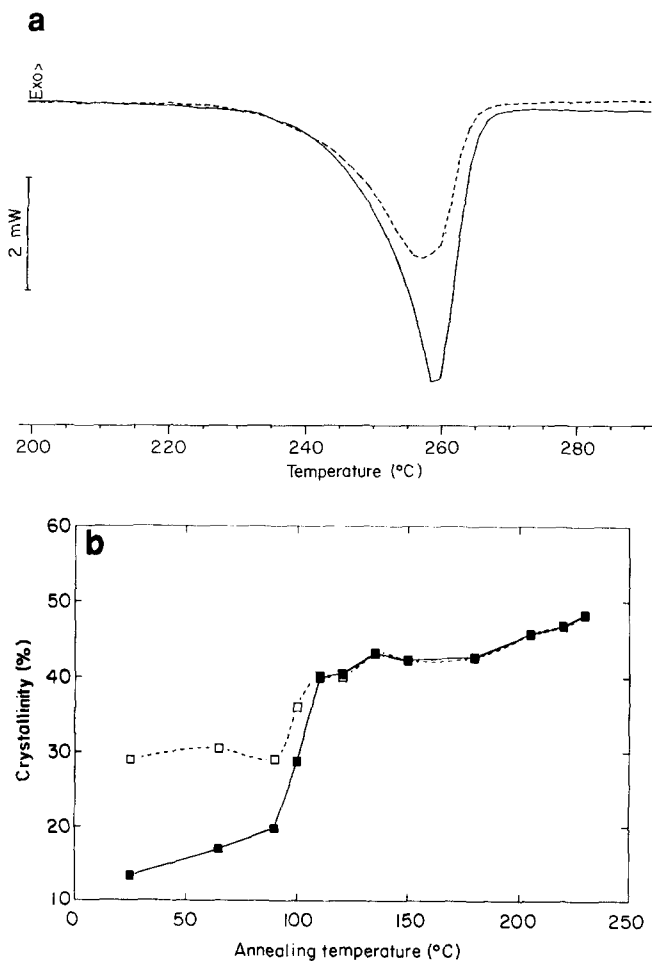 a
Exo>
2 mW
200 220 240 260 280
Temperature (°C)
b
60
50
40
30
20
10
Crystallinity (%)
0 50 100 150 200 250
Annealing temperature (°C)